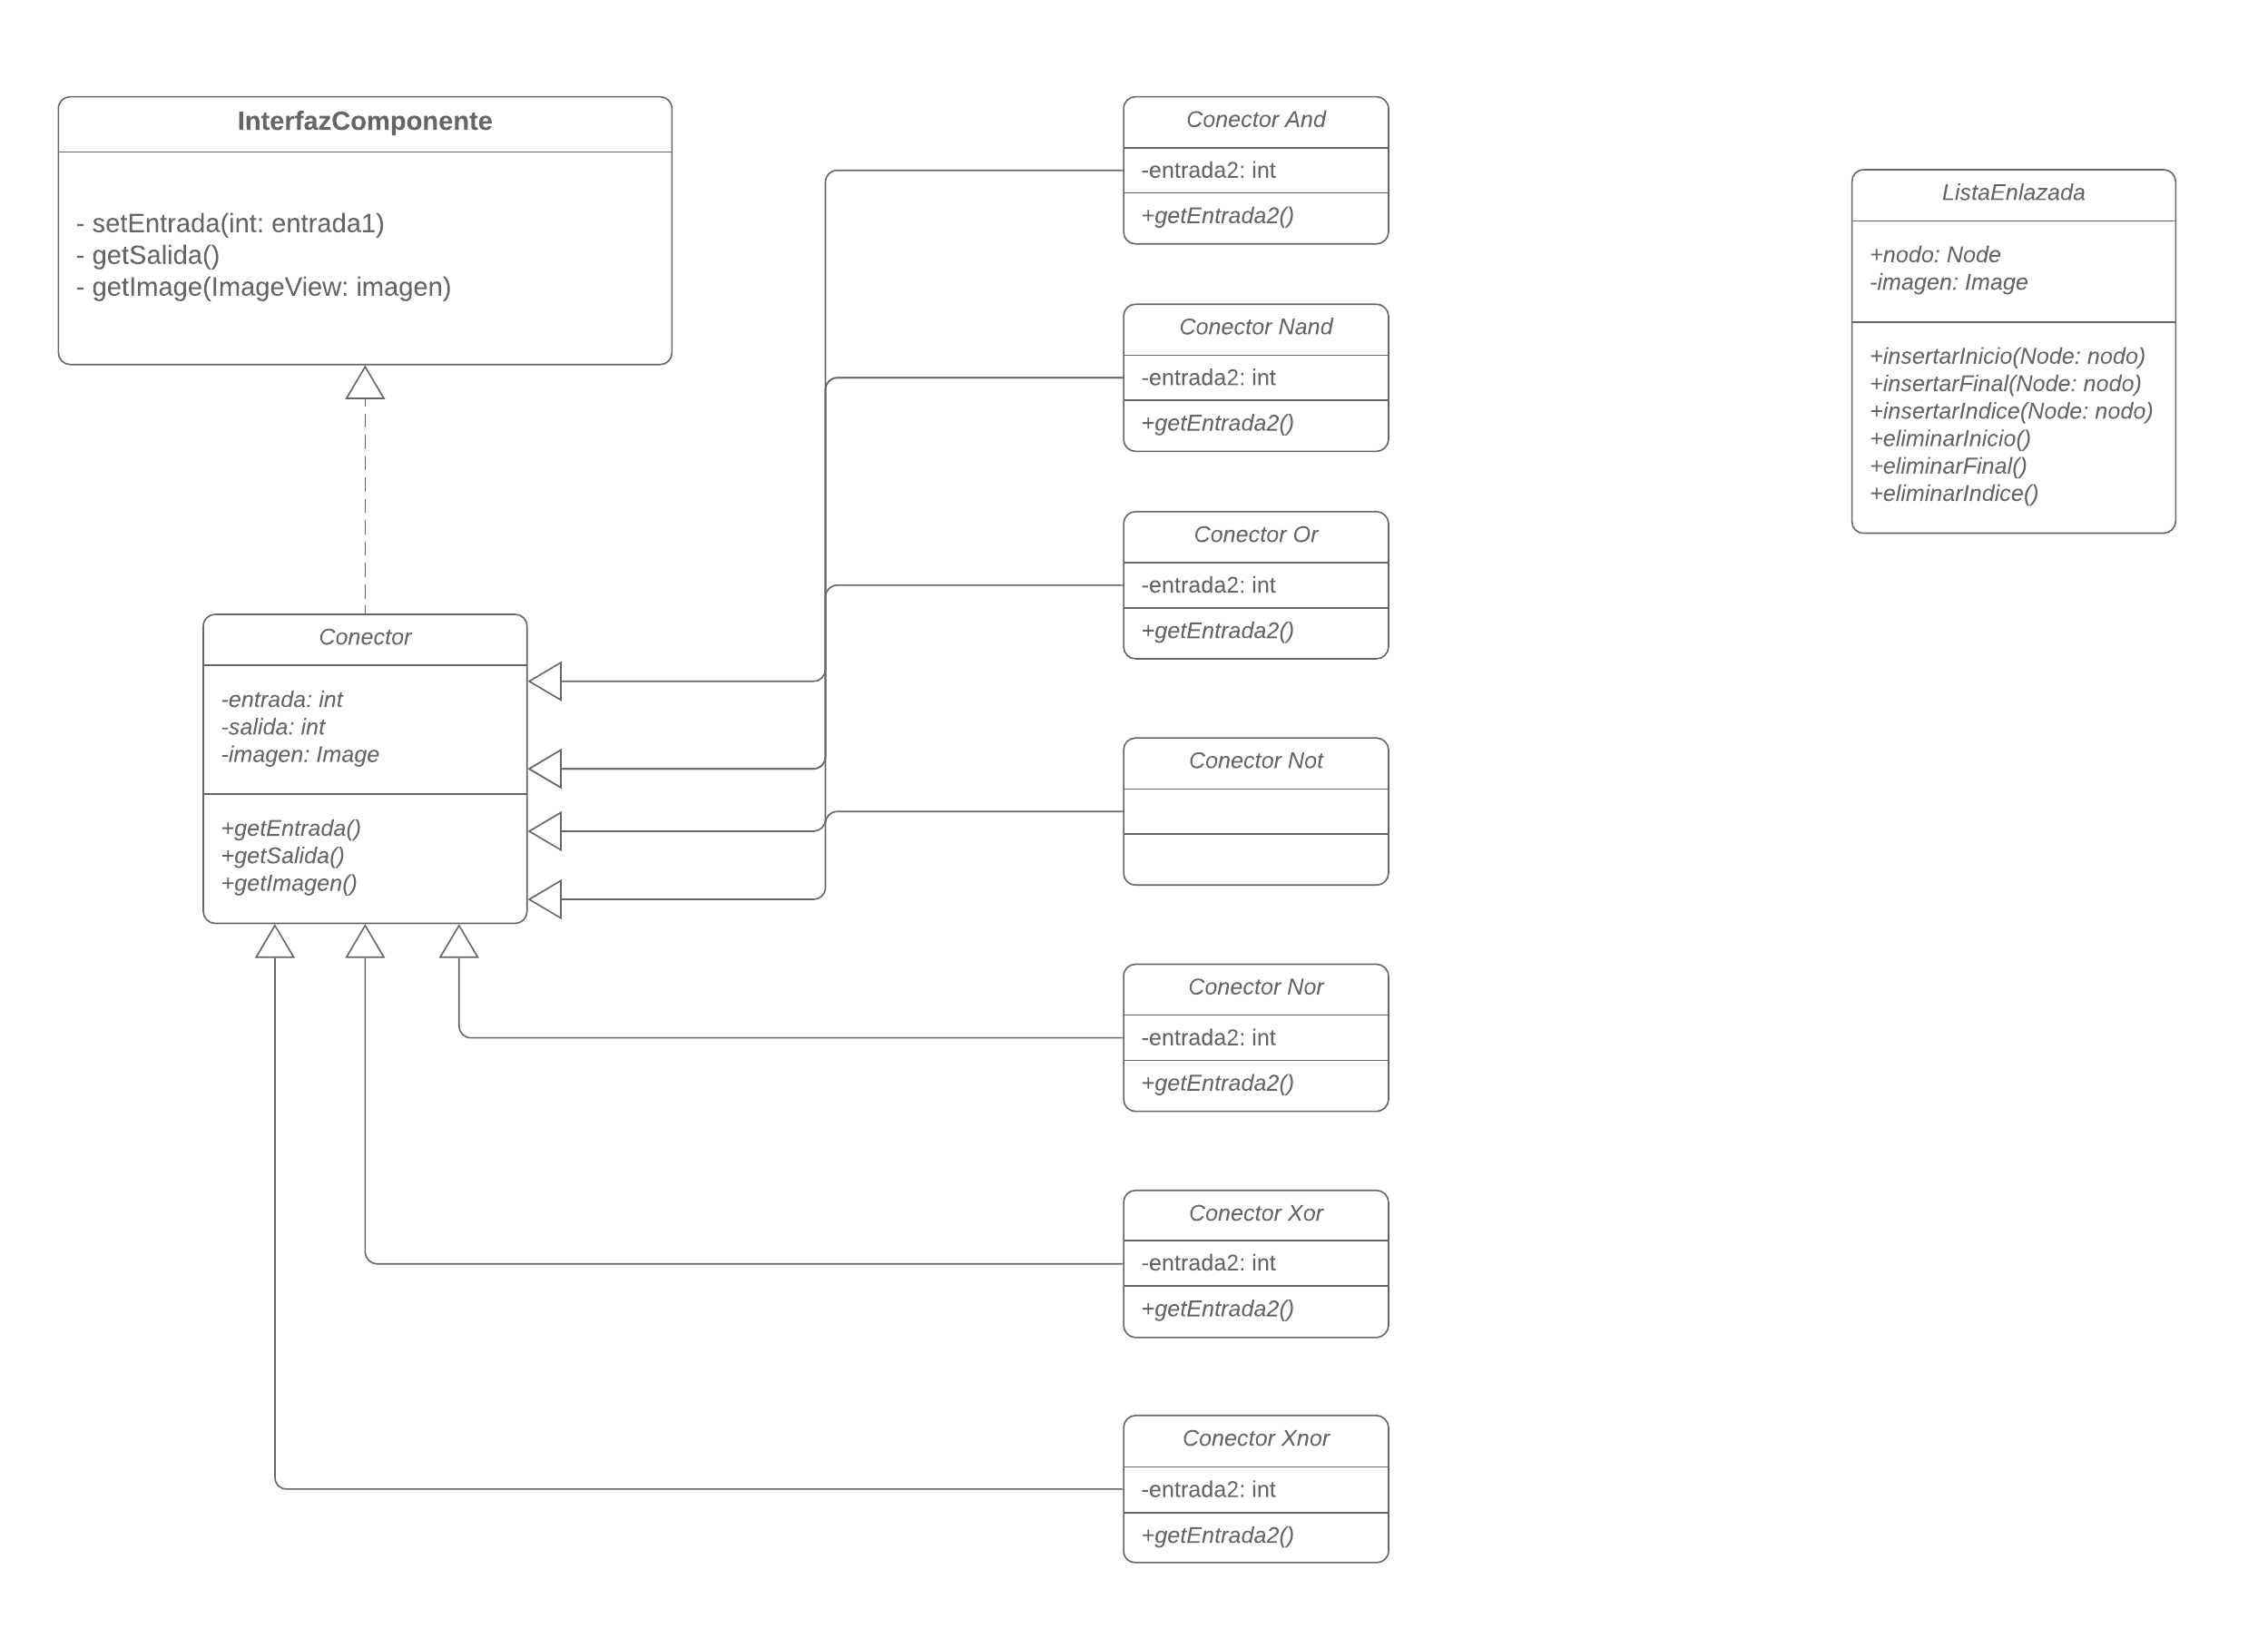 InterfazComponente
- setEntrada(int: entrada1)
- getSalida()
- getImage(ImageView: imagen)
Conector
-entrada: int
-salida: int
-imagen: Image
+getEntrada()
+getSalida()
+getImagen()
Conector And
-entrada2: int
+getEntrada2()
Conector Nand
-entrada2: int
+getEntrada2()
Conector Or
-entrada2: int
+getEntrada2()
Conector Not
Conector Nor
-entrada2: int
+getEntrada2()
Conector Xor
-entrada2: int
+getEntrada2()
Conector Xnor
-entrada2: int
+getEntrada2()
ListaEnlazada
+nodo: Node
-imagen: Image
+insertarInicio(Node: nodo)
+insertarFinal(Node: nodo)
+insertarIndice(Node: nodo)
+eliminarInicio()
+eliminarFinal()
+eliminarIndice()